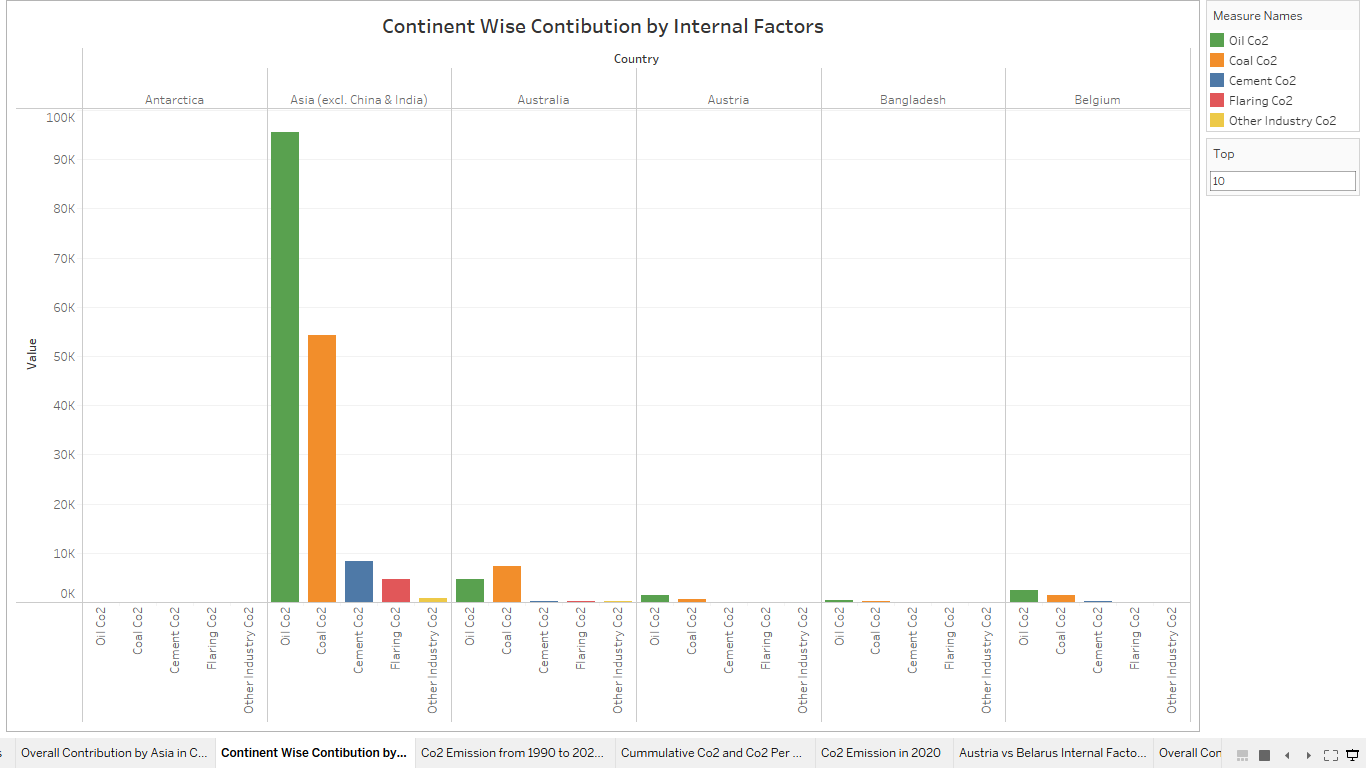 Continent Wise Contibution by Internal Factors
Country
Antarctica
Asia (excl. China & India)
Australia
Austria
Bangladesh
Belgium
100K
90K
80K
70K
60K
50K
40K
30K
20K
10K
0K
Value
Oil Co2
Coal Co2
Cement Co2
Flaring Co2
Other Industry Co2
Oil Co2
Coal Co2
Cement Co2
Flaring Co2
Other Industry Co2
Oil Co2
Coal Co2
Cement Co2
Flaring Co2
Other Industry Co2
Oil Co2
Coal Co2
Cement Co2
Flaring Co2
Other Industry Co2
Oil Co2
Coal Co2
Cement Co2
Flaring Co2
Other Industry Co2
Oil Co2
Coal Co2
Cement Co2
Flaring Co2
Other Industry Co2
Measure Names
Oil Co2
Coal Co2
Cement Co2
Flaring Co2
Other Industry Co2
Top
10
Overall Contribution by Asia in C...
Continent Wise Contibution by...
Co2 Emission from 1990 to 202...
Cummulative Co2 and Co2 Per ...
Co2 Emission in 2020
Austria vs Belarus Internal Facto...
Overall Con